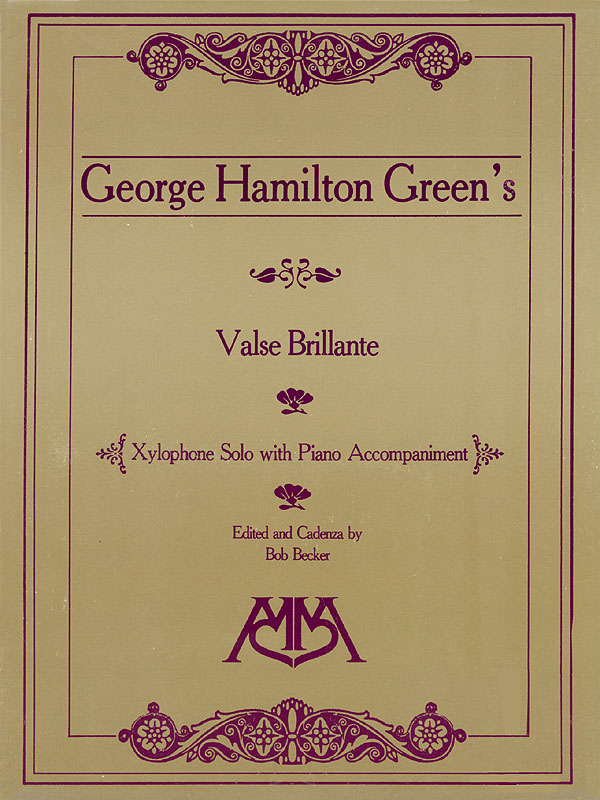 George Hamilton Green's
Valse Brillante
Xylophone Solo with Piano Accompaniment
Edited and Cadenza by
Bob Becker